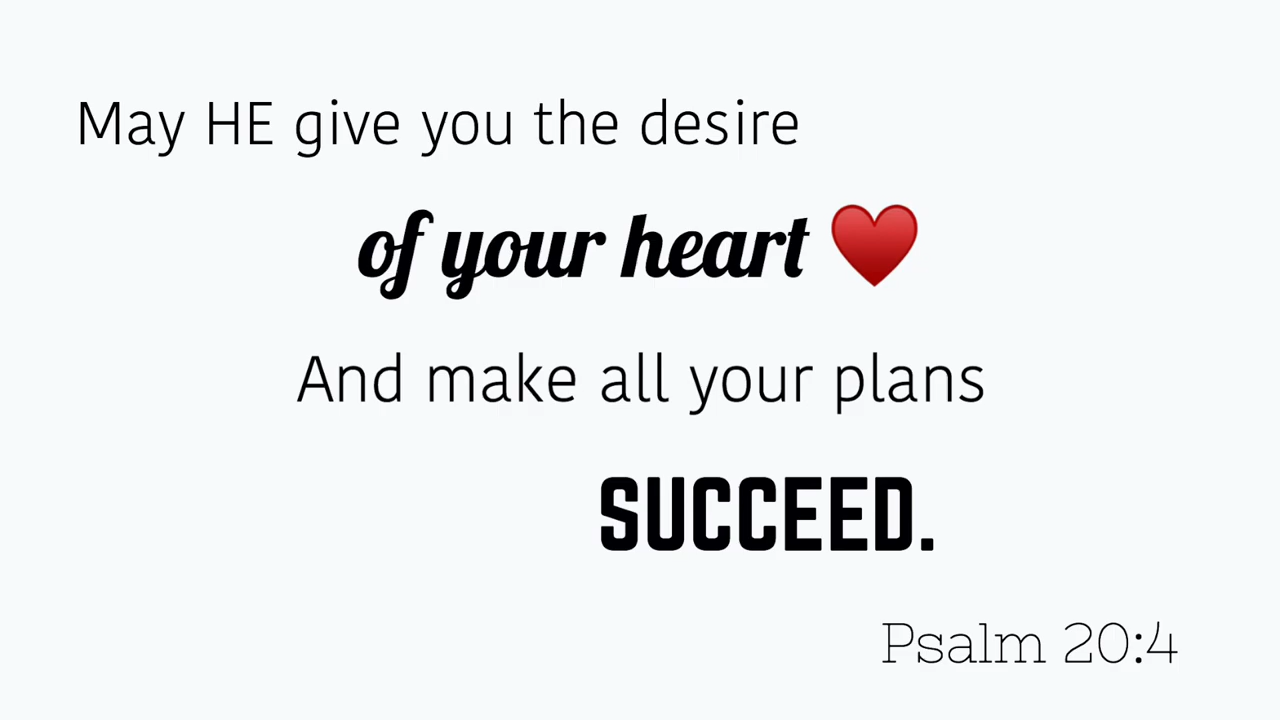 May HE give you the desire
of your heart ♥️
And make all your plans
SUCCEED.
Psalm 20:4